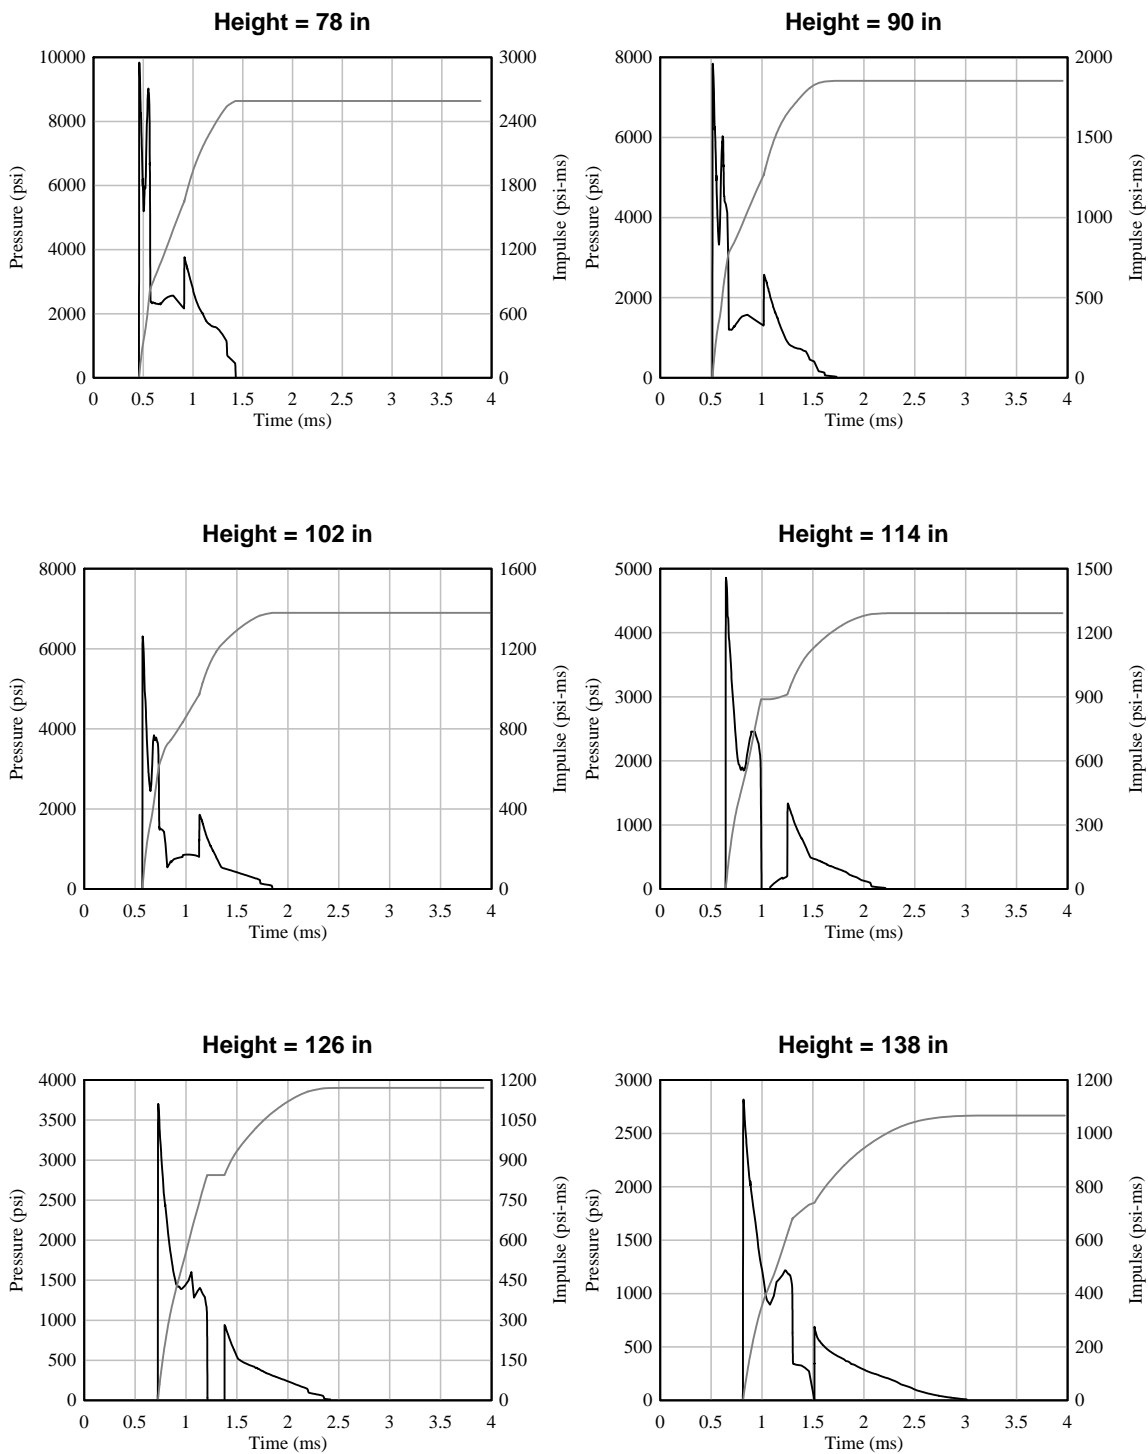 Height = 78 in
10000
8000
6000
4000
2000
0
Pressure (psi)
3000
2400
1800
1200
600
0
Impulse (psi-ms)
0 0.5 1 1.5 2 2.5 3 3.5 4
Time (ms)
Height = 90 in
8000
6000
4000
2000
0
Pressure (psi)
2000
1500
1000
500
0
Impulse (psi-ms)
0 0.5 1 1.5 2 2.5 3 3.5 4
Time (ms)
Height = 102 in
8000
6000
4000
2000
0
Pressure (psi)
1600
1200
800
400
0
Impulse (psi-ms)
0 0.5 1 1.5 2 2.5 3 3.5 4
Time (ms)
Height = 114 in
5000
4000
3000
2000
1000
0
Pressure (psi)
1500
1200
900
600
300
0
Impulse (psi-ms)
0 0.5 1 1.5 2 2.5 3 3.5 4
Time (ms)
Height = 126 in
4000
3500
3000
2500
2000
1500
1000
500
0
Pressure (psi)
1200
1050
900
750
600
450
300
150
0
Impulse (psi-ms)
0 0.5 1 1.5 2 2.5 3 3.5 4
Time (ms)
Height = 138 in
3000
2500
2000
1500
1000
500
0
Pressure (psi)
1200
1000
800
600
400
200
0
Impulse (psi-ms)
0 0.5 1 1.5 2 2.5 3 3.5 4
Time (ms)